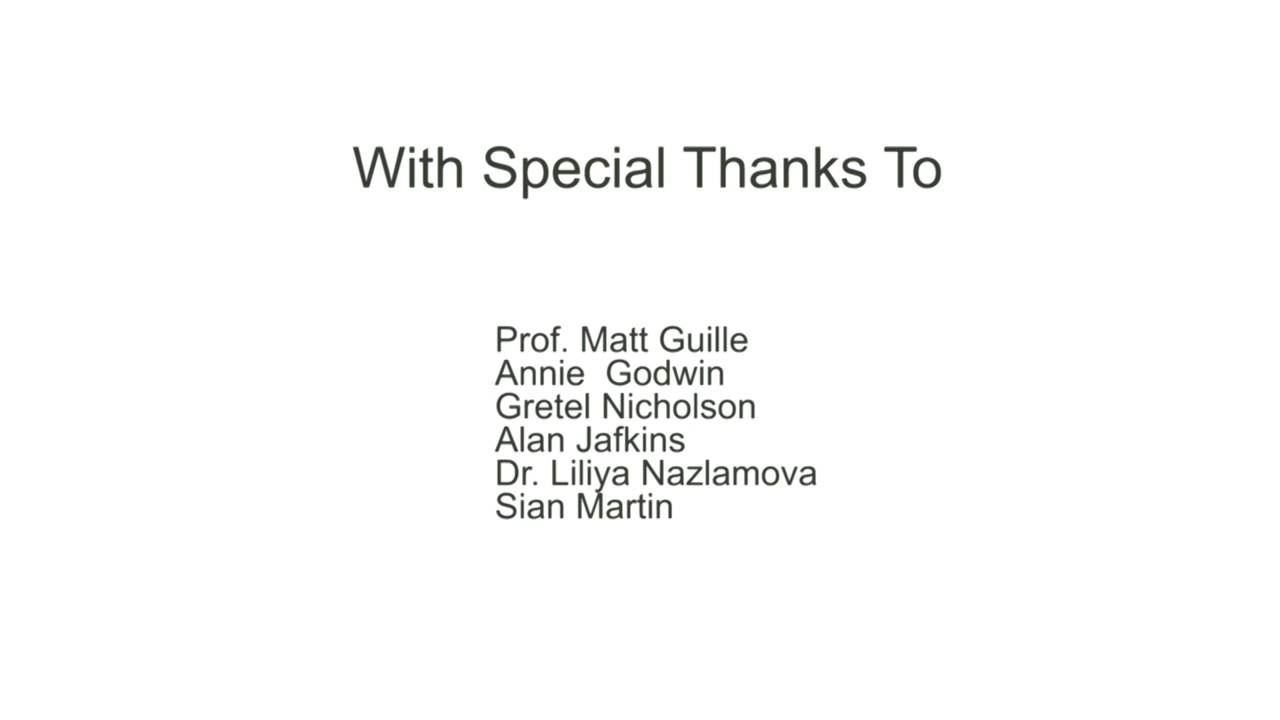 With Special Thanks To
Prof. Matt Guille
Annie  Godwin
Gretel Nicholson
Alan Jafkins
Dr. Liliya Nazlamova
Sian Martin